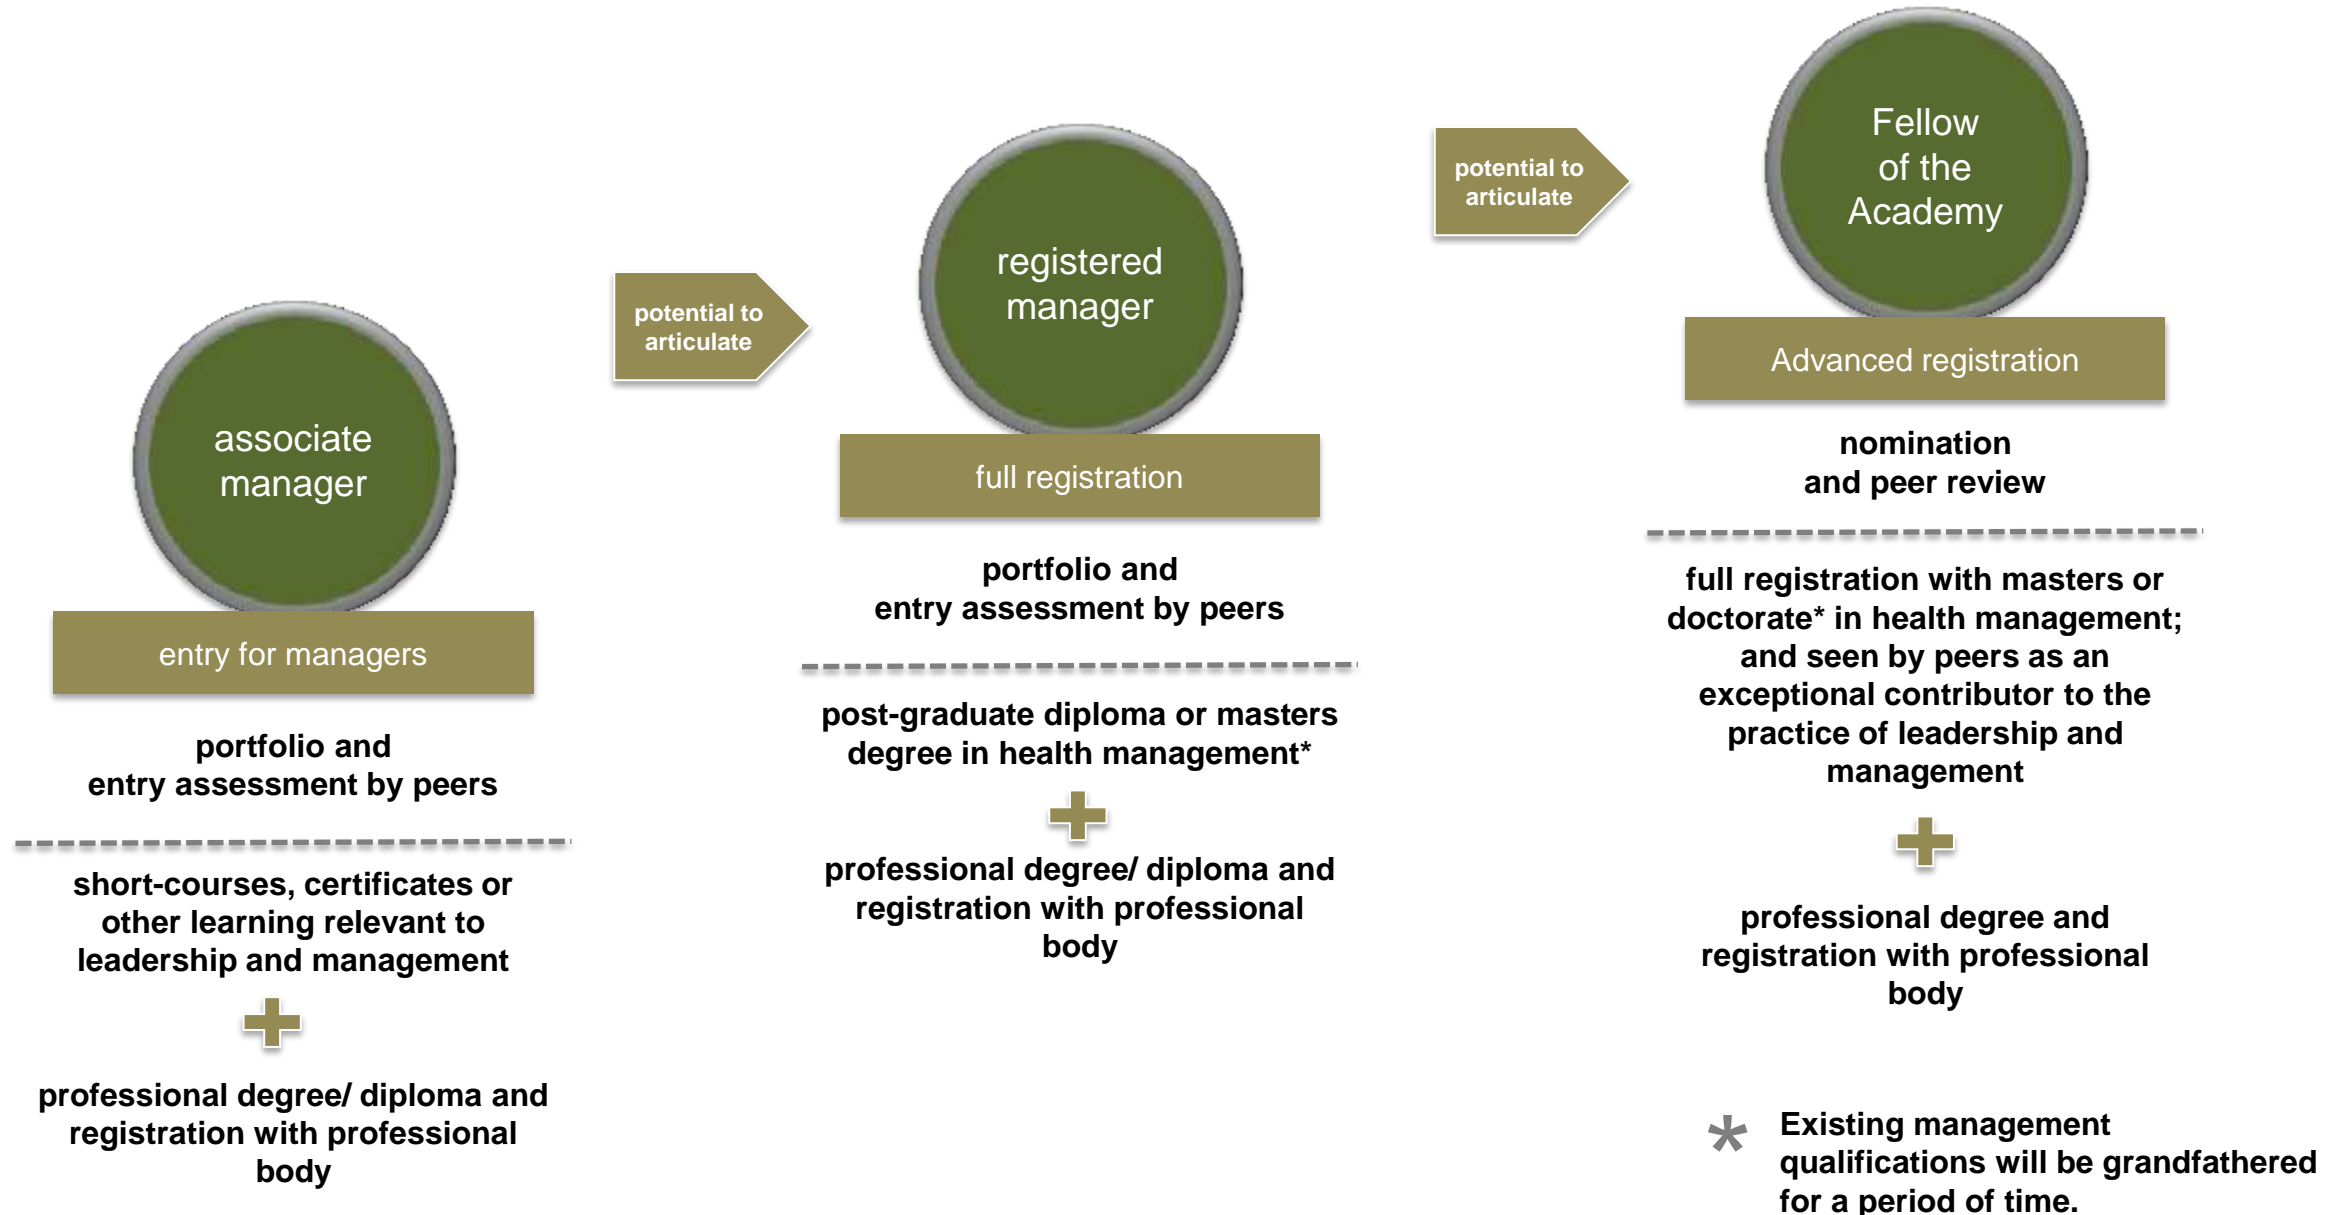 associate
manager
entry for managers
portfolio and
entry assessment by peers
short-courses, certificates or
other learning relevant to
leadership and management
professional degree/ diploma and
registration with professional
body
potential to
articulate
registered
manager
full registration
portfolio and
entry assessment by peers
post-graduate diploma or masters
degree in health management*
professional degree/ diploma and
registration with professional
body
potential to
articulate
Fellow
of the
Academy
Advanced registration
nomination
and peer review
full registration with masters or
doctorate* in health management;
and seen by peers as an
exceptional contributor to the
practice of leadership and
management
professional degree and
registration with professional
body
* Existing management
qualifications will be grandfathered
for a period of time.